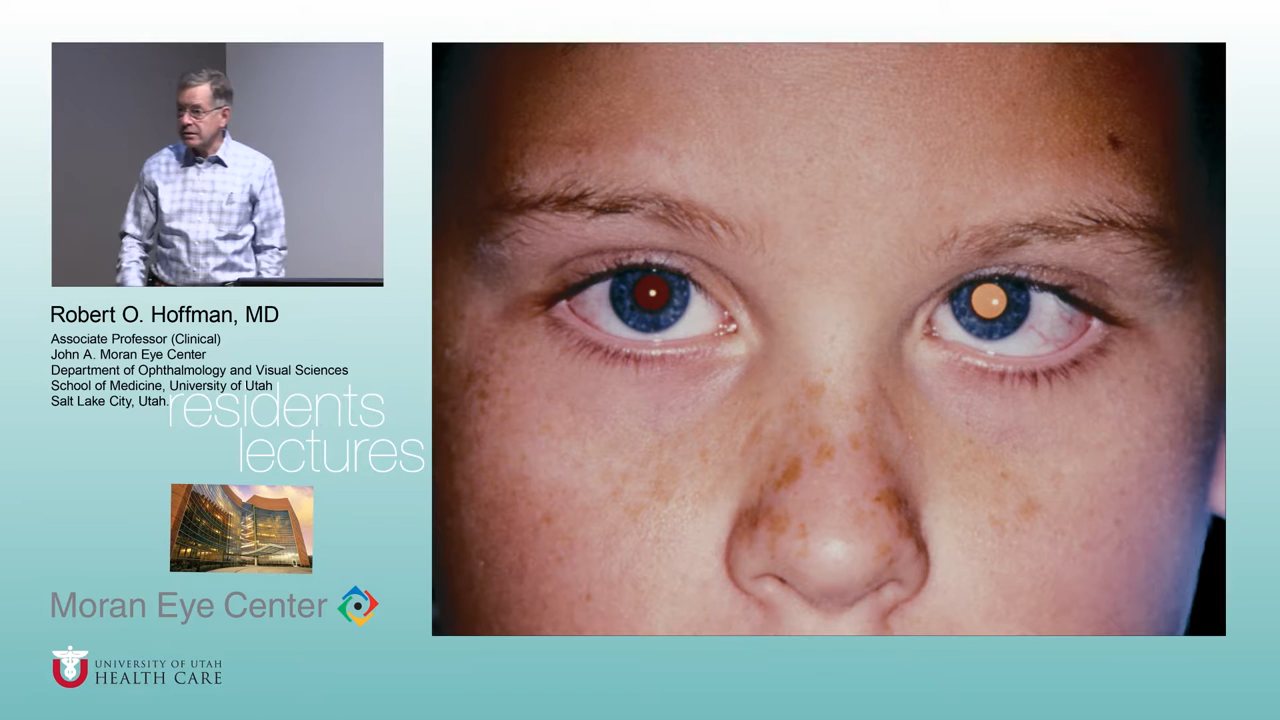 Robert O. Hoffman, MD
Associate Professor (Clinical)
John A. Moran Eye Center
Department of Ophthalmology and Visual Sciences
School of Medicine, University of Utah
Salt Lake City, Utah.
residents
lectures
Moran Eye Center
UNIVERSITY OF UTAH
HEALTH CARE